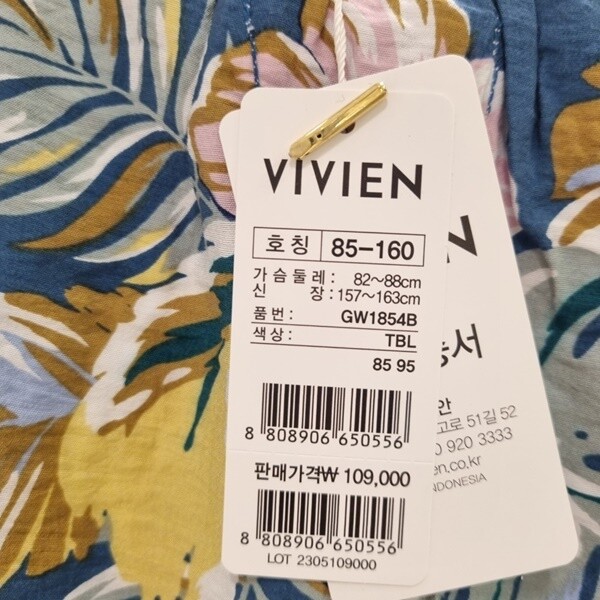 VIVIEN
호칭 85-160
가슴둘레: 82~88cm
신 장: 157~163cm
품번: GW1854B
색상: TBL
85 95
8 808906 650556
판매가격₩ 109,000
8 808906 650556
LOT 2305109000
N
서
안
고로 51길 52
0 920 3333
en.co.kr
INDONESIA